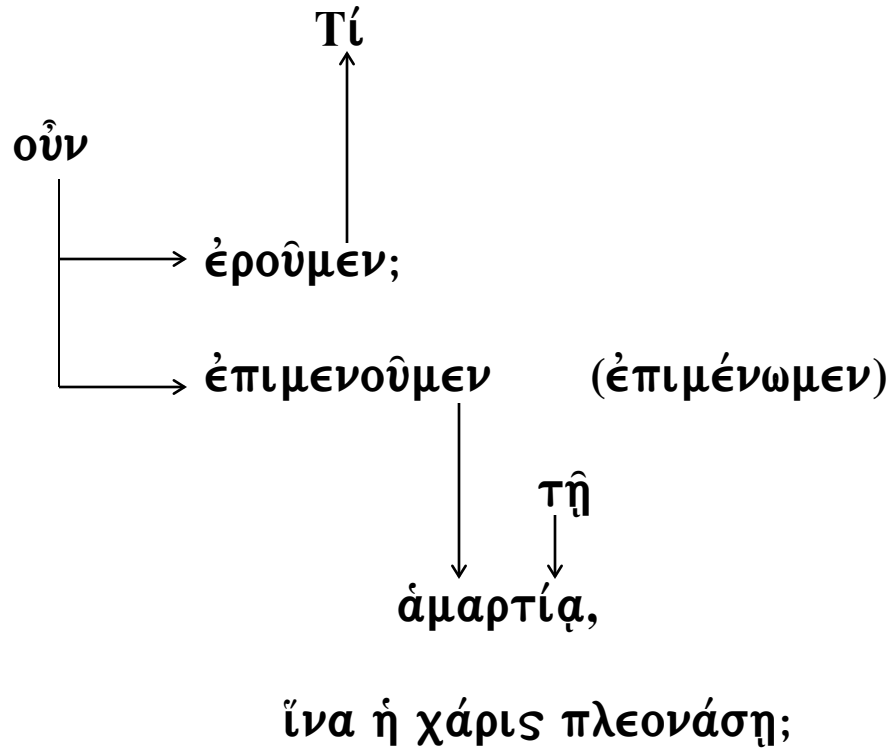 Τί
οὖν
ἐροῦμεν;
ἐπιμενοῦμεν (ἐπιμένωμεν)
τῇ
ἁμαρτίᾳ,
ἵνα ἡ χάρις πλεονάσῃ;